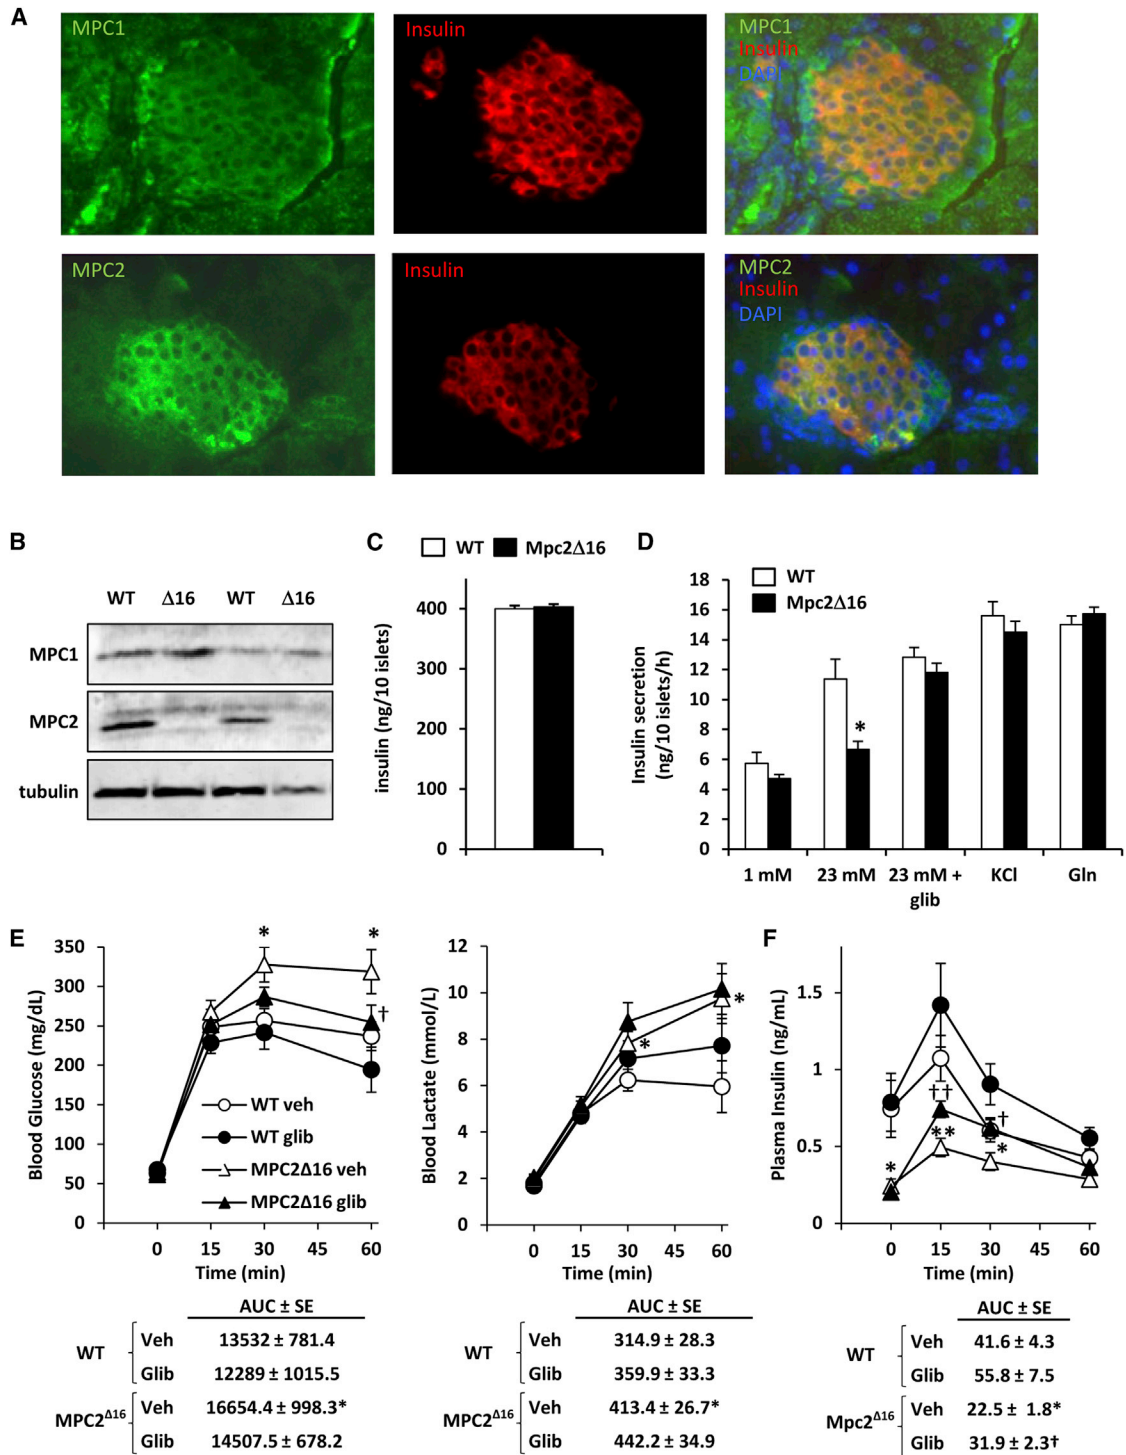 A
MPC1
Insulin
MPC1
Insulin
DAPI
MPC2
Insulin
MPC2
Insulin
DAPI
B
WT Δ16 WT Δ16
MPC1
MPC2
tubulin
C
WT Mpc2Δ16
insulin (ng/10 islets)
400
300
200
100
0
D
WT
Mpc2Δ16
Insulin secretion
(ng/10 islets/h)
18
16
14
12
10
8
6
4
2
0
*
1 mM 23 mM 23 mM + glib KCl Gln
E
Blood Glucose (mg/dL)
350
300
250
200
150
100
50
0
* *
†
WT veh
WT glib
MPC2Δ16 veh
MPC2Δ16 glib
0 15 30 45 60
Time (min)
AUC ± SE
WT
Veh 13532 ± 781.4
Glib 12289 ± 1015.5
MPC2Δ16
Veh 16654.4 ± 998.3*
Glib 14507.5 ± 678.2
Blood Lactate (mmol/L)
12
10
8
6
4
2
0
*
*
0 15 30 45 60
Time (min)
AUC ± SE
WT
Veh 314.9 ± 28.3
Glib 359.9 ± 33.3
MPC2Δ16
Veh 413.4 ± 26.7*
Glib 442.2 ± 34.9
F
Plasma Insulin (ng/mL)
1.5
1
0.5
0
††
†
**
*
*
0 15 30 45 60
Time (min)
AUC ± SE
WT
Veh 41.6 ± 4.3
Glib 55.8 ± 7.5
Mpc2Δ16
Veh 22.5 ± 1.8*
Glib 31.9 ± 2.3†